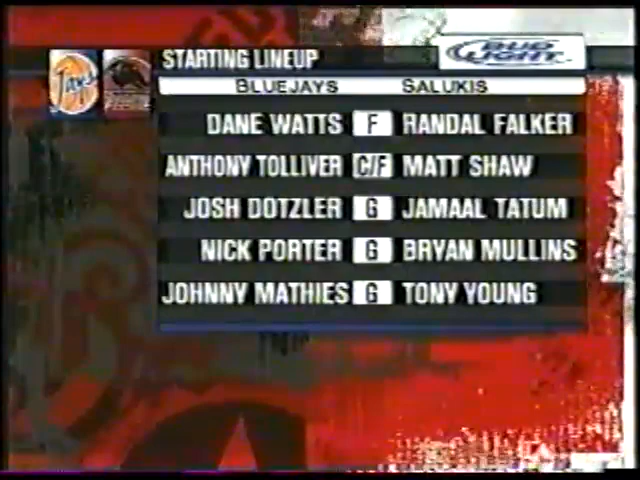 STARTING LINEUP
BUD LIGHT
Jays
BLUEJAYS SALUKIS
DANE WATTS F RANDAL FALKER
ANTHONY TOLLIVER C/F MATT SHAW
JOSH DOTZLER G JAMAAL TATUM
NICK PORTER G BRYAN MULLINS
JOHNNY MATHIES G TONY YOUNG